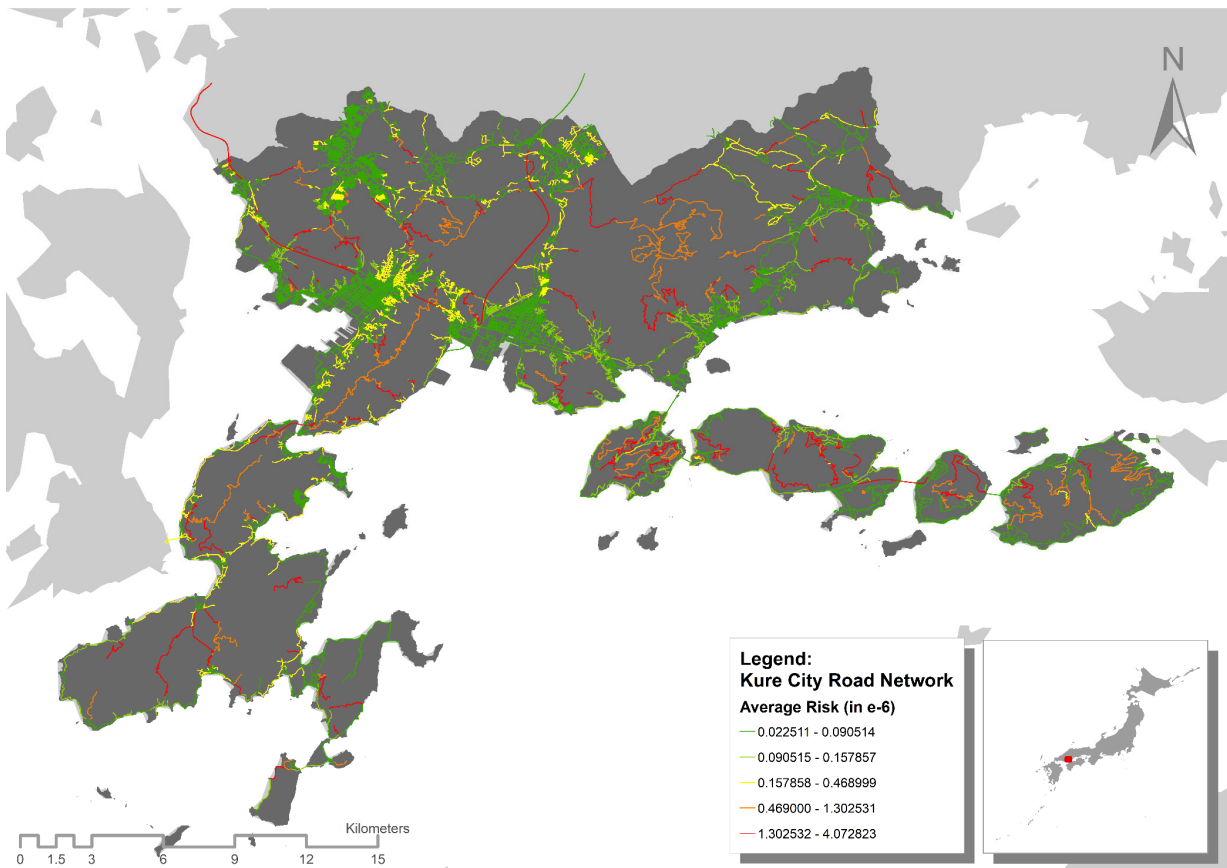 N
Legend:
Kure City Road Network
Average Risk (in e-6)
0.022511 - 0.090514
0.090515 - 0.157857
0.157858 - 0.468999
0.469000 - 1.302531
1.302532 - 4.072823
Kilometers
0 1.5 3 6 9 12 15